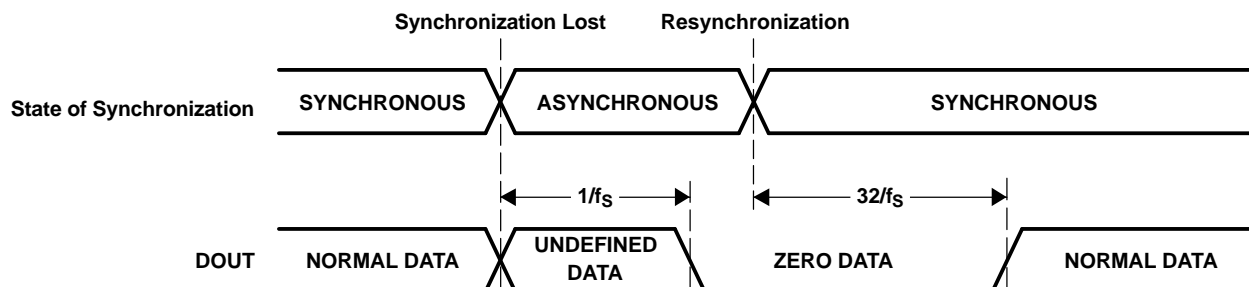 Synchronization Lost
Resynchronization
State of Synchronization
SYNCHRONOUS
ASYNCHRONOUS
SYNCHRONOUS
1/fS
32/fS
DOUT
NORMAL DATA
UNDEFINED
DATA
ZERO DATA
NORMAL DATA